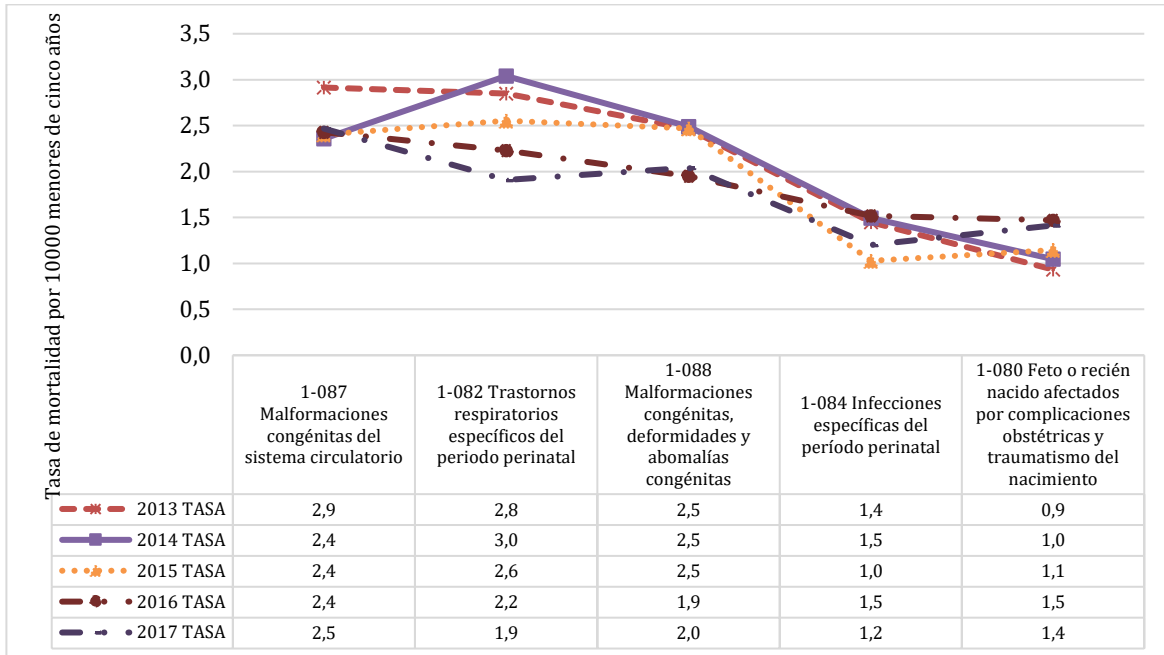 Tasa de mortalidad por 10000 menores de cinco años
3,5
3,0
2,5
2,0
1,5
1,0
0,5
0,0
1-087
Malformaciones
congénitas del
sistema circulatorio
1-082 Trastornos
respiratorios
específicos del
periodo perinatal
1-088
Malformaciones
congénitas,
deformidades y
abomalías
congénitas
1-084 Infecciones
específicas del
período perinatal
1-080 Feto o recién
nacido afectados
por complicaciones
obstétricas y
traumatismo del
nacimiento
2013 TASA 2,9 2,8 2,5 1,4 0,9
2014 TASA 2,4 3,0 2,5 1,5 1,0
2015 TASA 2,4 2,6 2,5 1,0 1,1
2016 TASA 2,4 2,2 1,9 1,5 1,5
2017 TASA 2,5 1,9 2,0 1,2 1,4